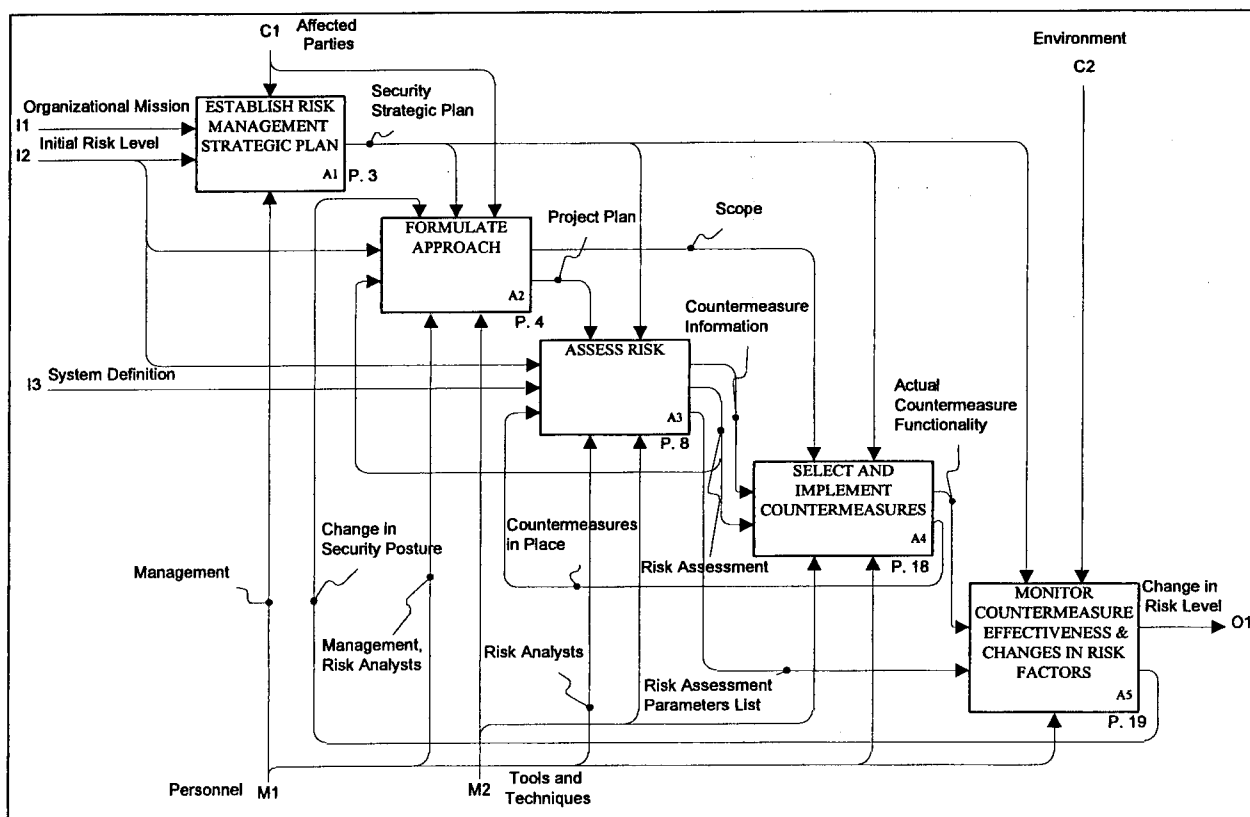 C1
Affected
Parties
Environment
C2
Organizational Mission
I1
Initial Risk Level
I2
ESTABLISH RISK
MANAGEMENT
STRATEGIC PLAN
A1
P. 3
Security
Strategic Plan
FORMULATE
APPROACH
A2
P. 4
Project Plan
Scope
I3
System Definition
ASSESS RISK
A3
P. 8
Countermeasure
Information
Actual
Countermeasure
Functionality
SELECT AND
IMPLEMENT
COUNTERMEASURES
A4
P. 18
Change in
Security Posture
Countermeasures
in Place
Risk Assessment
Management
Management,
Risk Analysts
Risk Analysts
Risk Assessment
Parameters List
MONITOR
COUNTERMEASURE
EFFECTIVENESS &
CHANGES IN RISK
FACTORS
A5
P. 19
Change in
Risk Level
O1
Personnel
M1
M2
Tools and
Techniques